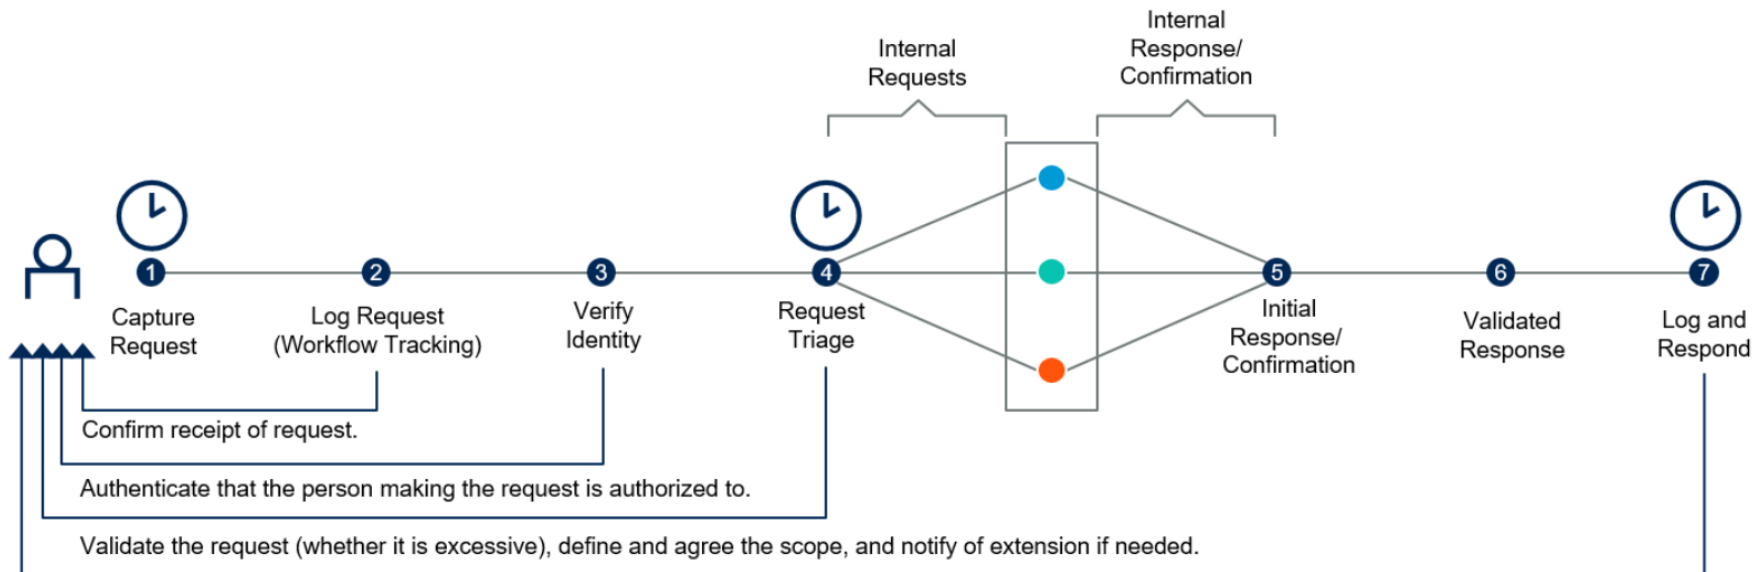 Internal
Requests
Internal
Response/
Confirmation
1
2
3
4
5
6
7
Capture
Request
Log Request
(Workflow Tracking)
Verify
Identity
Request
Triage
Initial
Response/
Confirmation
Validated
Response
Log and
Respond
Confirm receipt of request.
Authenticate that the person making the request is authorized to.
Validate the request (whether it is excessive), define and agree the scope, and notify of extension if needed.